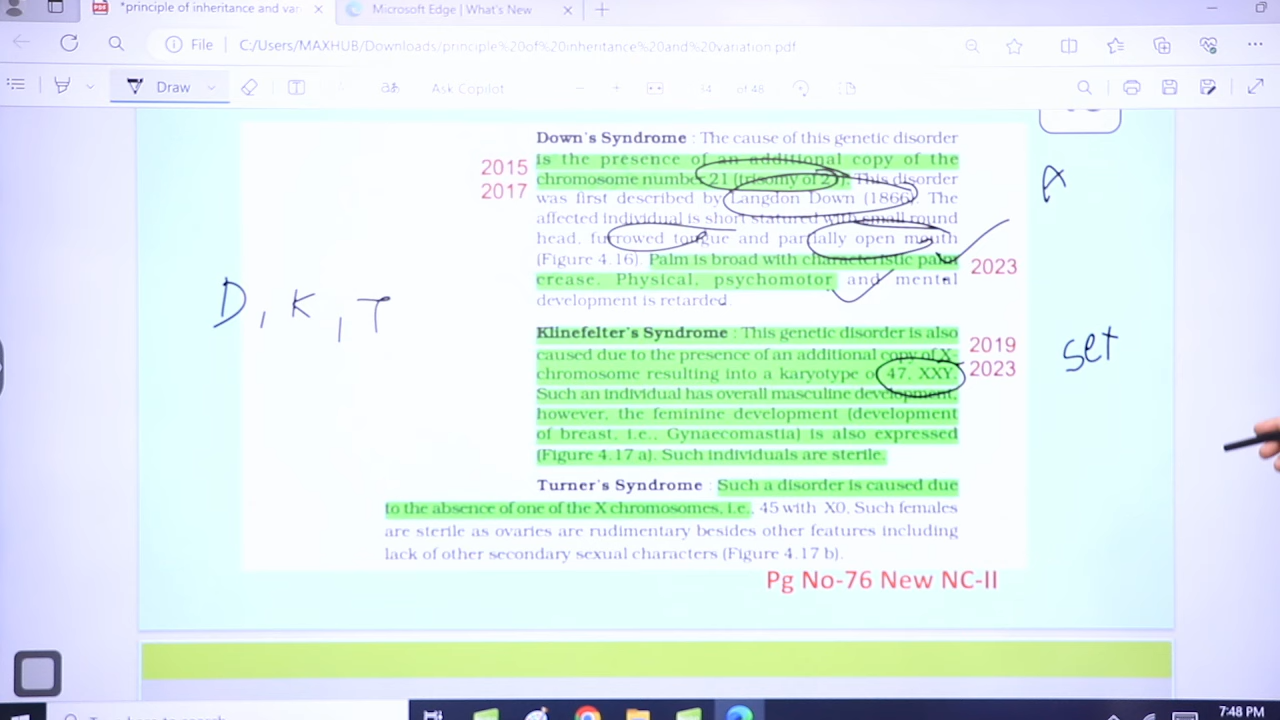 *principle of inheritance and var
Microsoft Edge | What's New
File C:/Users/MAXHUB/Downloads/principle%20of%20inheritance%20and%20variation.pdf
Draw
aあ
Ask Copilot
14 of 48
Down's Syndrome : The cause of this genetic disorder
is the presence of an additional copy of the
chromosome number 21 (trisomy of 21). This disorder
was first described by Langdon Down (1866). The
affected individual is short statured with small round
head, furrowed tongue and partially open mouth
(Figure 4.16). Palm is broad with characteristic palm
crease. Physical, psychomotor and mental
development is retarded.
2015
2017
2023
D, K, T
Klinefelter's Syndrome : This genetic disorder is also
caused due to the presence of an additional copy of X-
chromosome resulting into a karyotype of 47, XXY.
Such an individual has overall masculine development,
however, the feminine development (development
of breast, i.e., Gynaecomastia) is also expressed
(Figure 4.17 a). Such individuals are sterile.
2019
2023
set
Turner's Syndrome : Such a disorder is caused due
to the absence of one of the X chromosomes, i.e., 45 with X0, Such females
are sterile as ovaries are rudimentary besides other features including
lack of other secondary sexual characters (Figure 4.17 b).
Pg No-76 New NC-II
7:48 PM